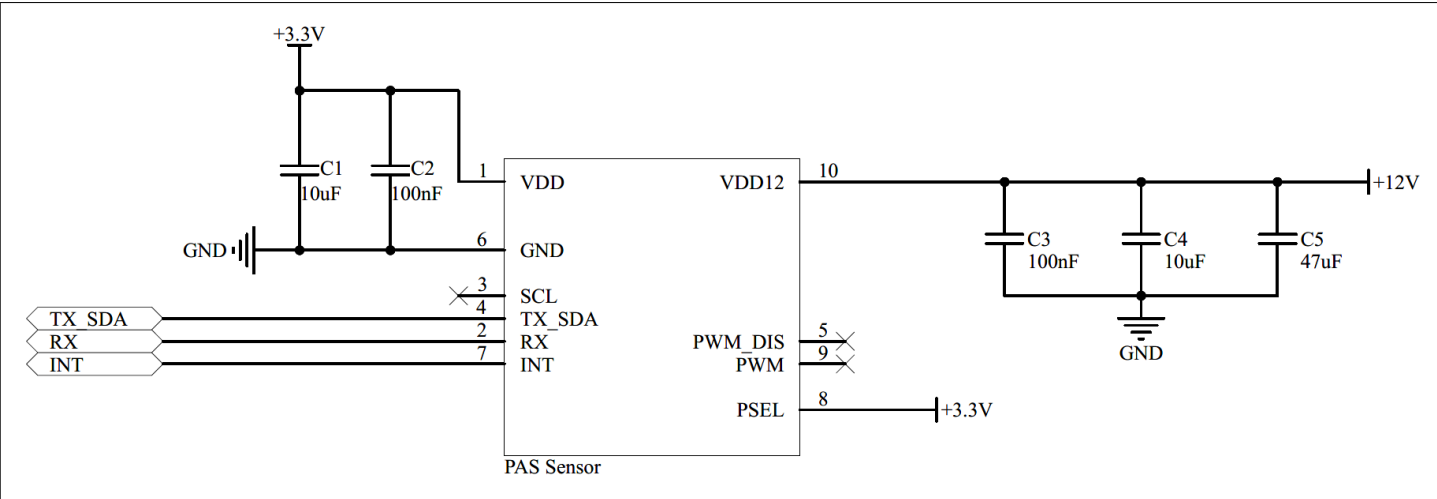 +3.3V
C1
10uF
C2
100nF
1
VDD
VDD12
10
+12V
GND
6
GND
C3
100nF
C4
10uF
C5
47uF
3
SCL
TX_SDA
4
TX_SDA
RX
2
RX
PWM_DIS
5
GND
INT
7
INT
PWM
9
PSEL
8
+3.3V
PAS Sensor